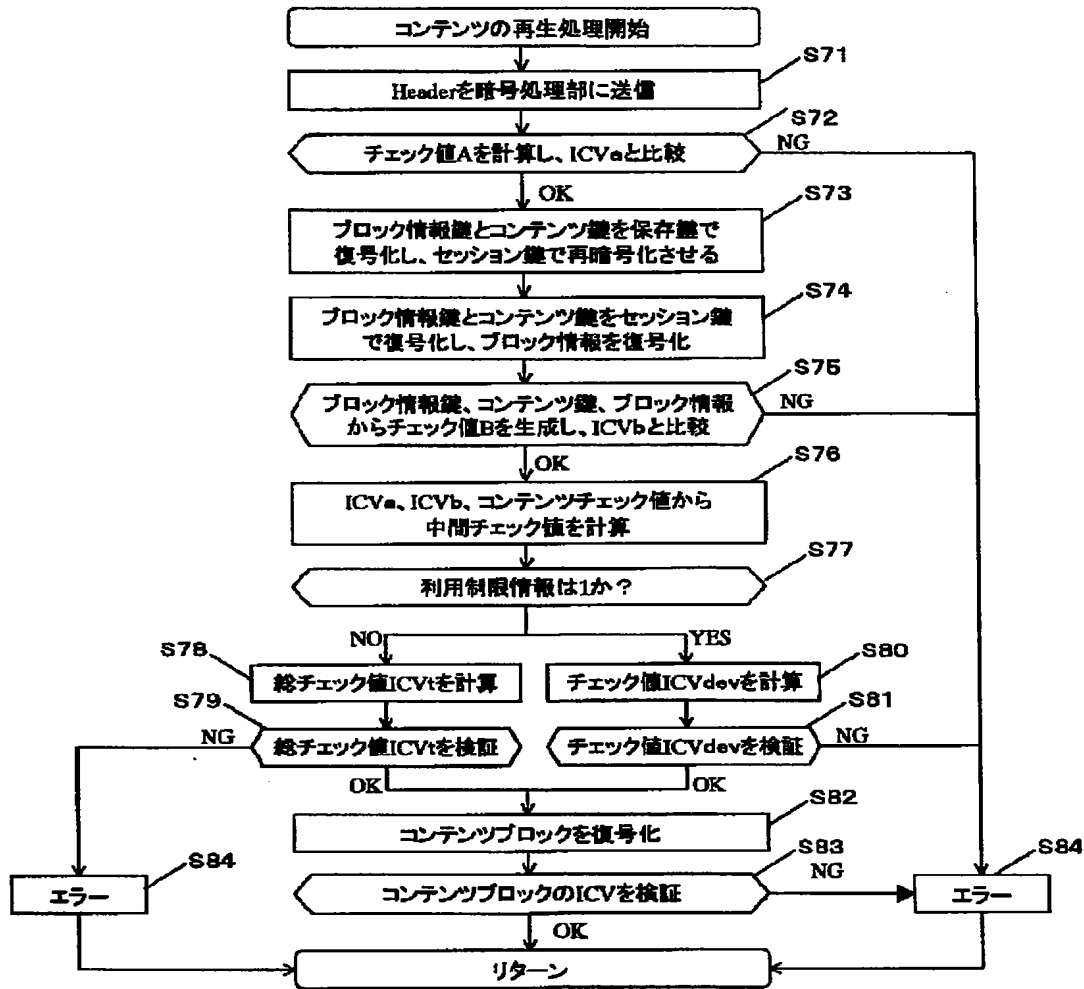 コンテンツの再生処理開始
S71
Headerを暗号処理部に送信
S72
チェック値Aを計算し、ICVaと比較
NG
OK
S73
ブロック情報鍵とコンテンツ鍵を保存鍵で
復号化し、セッション鍵で再暗号化させる
S74
ブロック情報鍵とコンテンツ鍵をセッション鍵
で復号化し、ブロック情報を復号化
S75
ブロック情報鍵、コンテンツ鍵、ブロック情報
からチェック値Bを生成し、ICVbと比較
NG
OK
S76
ICVa、ICVb、コンテンツチェック値から
中間チェック値を計算
S77
利用制限情報は1か？
NO
YES
S78
総チェック値ICVtを計算
S80
チェック値ICVdevを計算
S79
NG
総チェック値ICVtを検証
S81
チェック値ICVdevを検証
NG
OK
OK
S82
コンテンツブロックを復号化
S83
コンテンツブロックのICVを検証
NG
S84
エラー
S84
エラー
OK
リターン